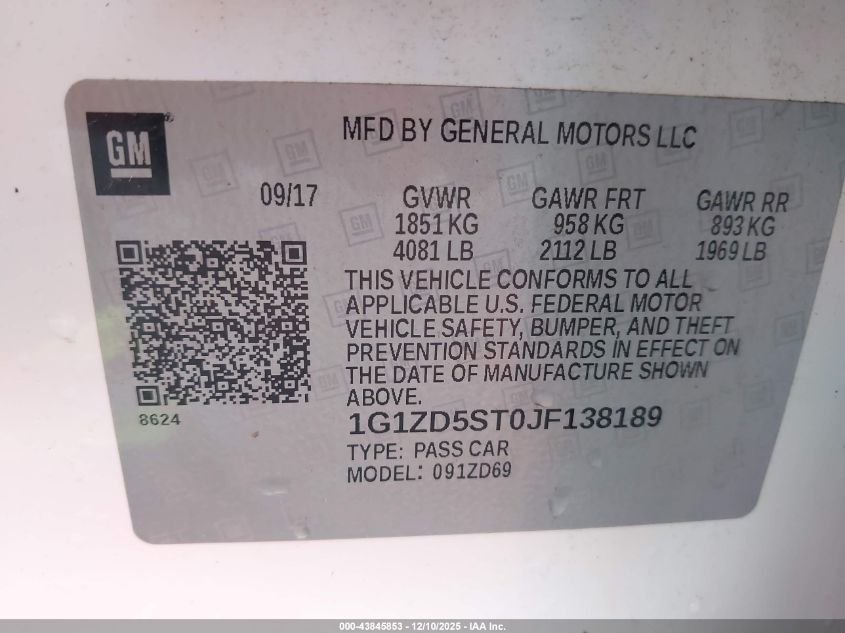 GM
MFD BY GENERAL MOTORS LLC
09/17 GVWR GAWR FRT GAWR RR
1851 KG 958 KG 893 KG
4081 LB 2112 LB 1969 LB
THIS VEHICLE CONFORMS TO ALL
APPLICABLE U.S. FEDERAL MOTOR
VEHICLE SAFETY, BUMPER, AND THEFT
PREVENTION STANDARDS IN EFFECT ON
THE DATE OF MANUFACTURE SHOWN
ABOVE.
8624
1G1ZD5ST0JF138189
TYPE: PASS CAR
MODEL: 091ZD69
000-43845853 – 12/10/2025 – IAA Inc.